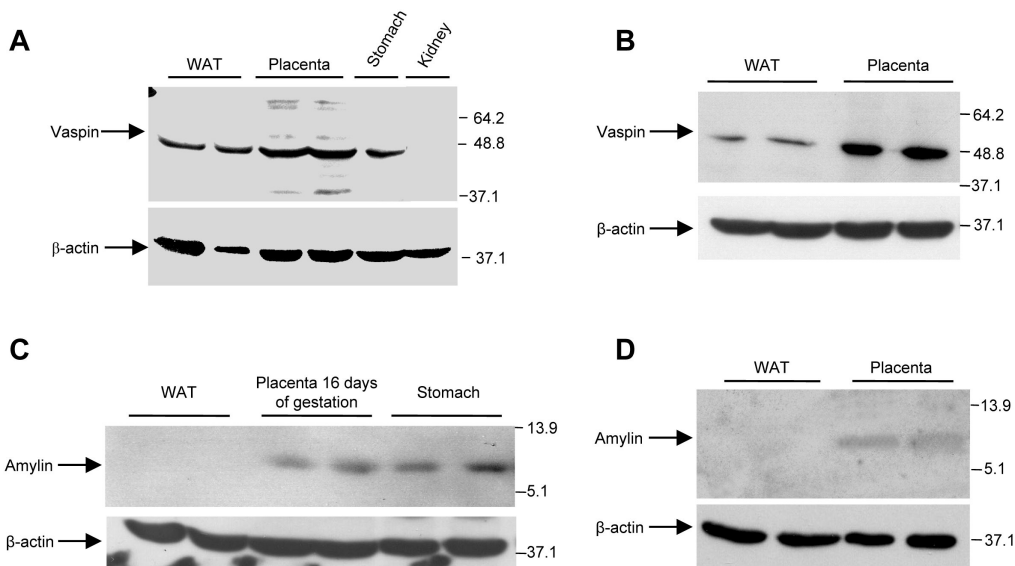 A
WAT
Placenta
Stomach
Kidney
Vaspin
– 64.2
– 48.8
–37.1
β-actin
– 37.1
B
WAT
Placenta
Vaspin
–64.2
–48.8
–37.1
β-actin
–37.1
C
WAT
Placenta 16 days
of gestation
Stomach
Amylin
–13.9
–5.1
β-actin
–37.1
D
WAT
Placenta
Amylin
–13.9
–5.1
β-actin
–37.1